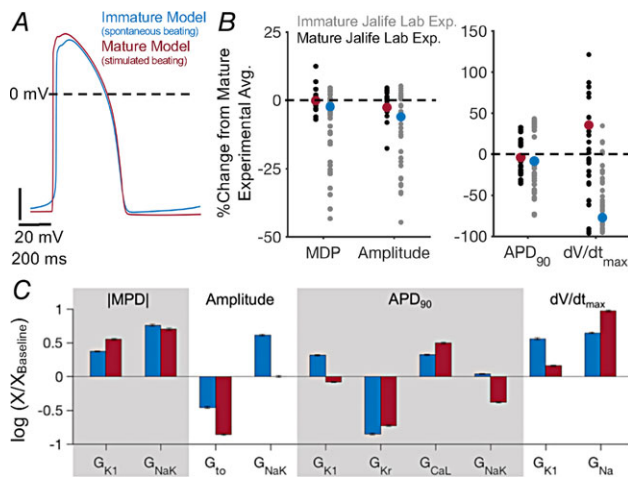 A
Immature Model
(spontaneous beating)
Mature Model
(stimulated beating)
0 mV
20 mV
200 ms
B
Immature Jalife Lab Exp.
Mature Jalife Lab Exp.
%Change from Mature
Experimental Avg.
25
0
-25
-50
MDP
Amplitude
150
100
50
0
-50
-100
APD90
dV/dtmax
C
|MPD|
Amplitude
APD90
dV/dtmax
log (X/XBaseline)
1
0.5
0
-0.5
-1
GK1
GNaK
Gto
GNaK
GK1
GKr
GCaL
GNaK
GK1
GNa